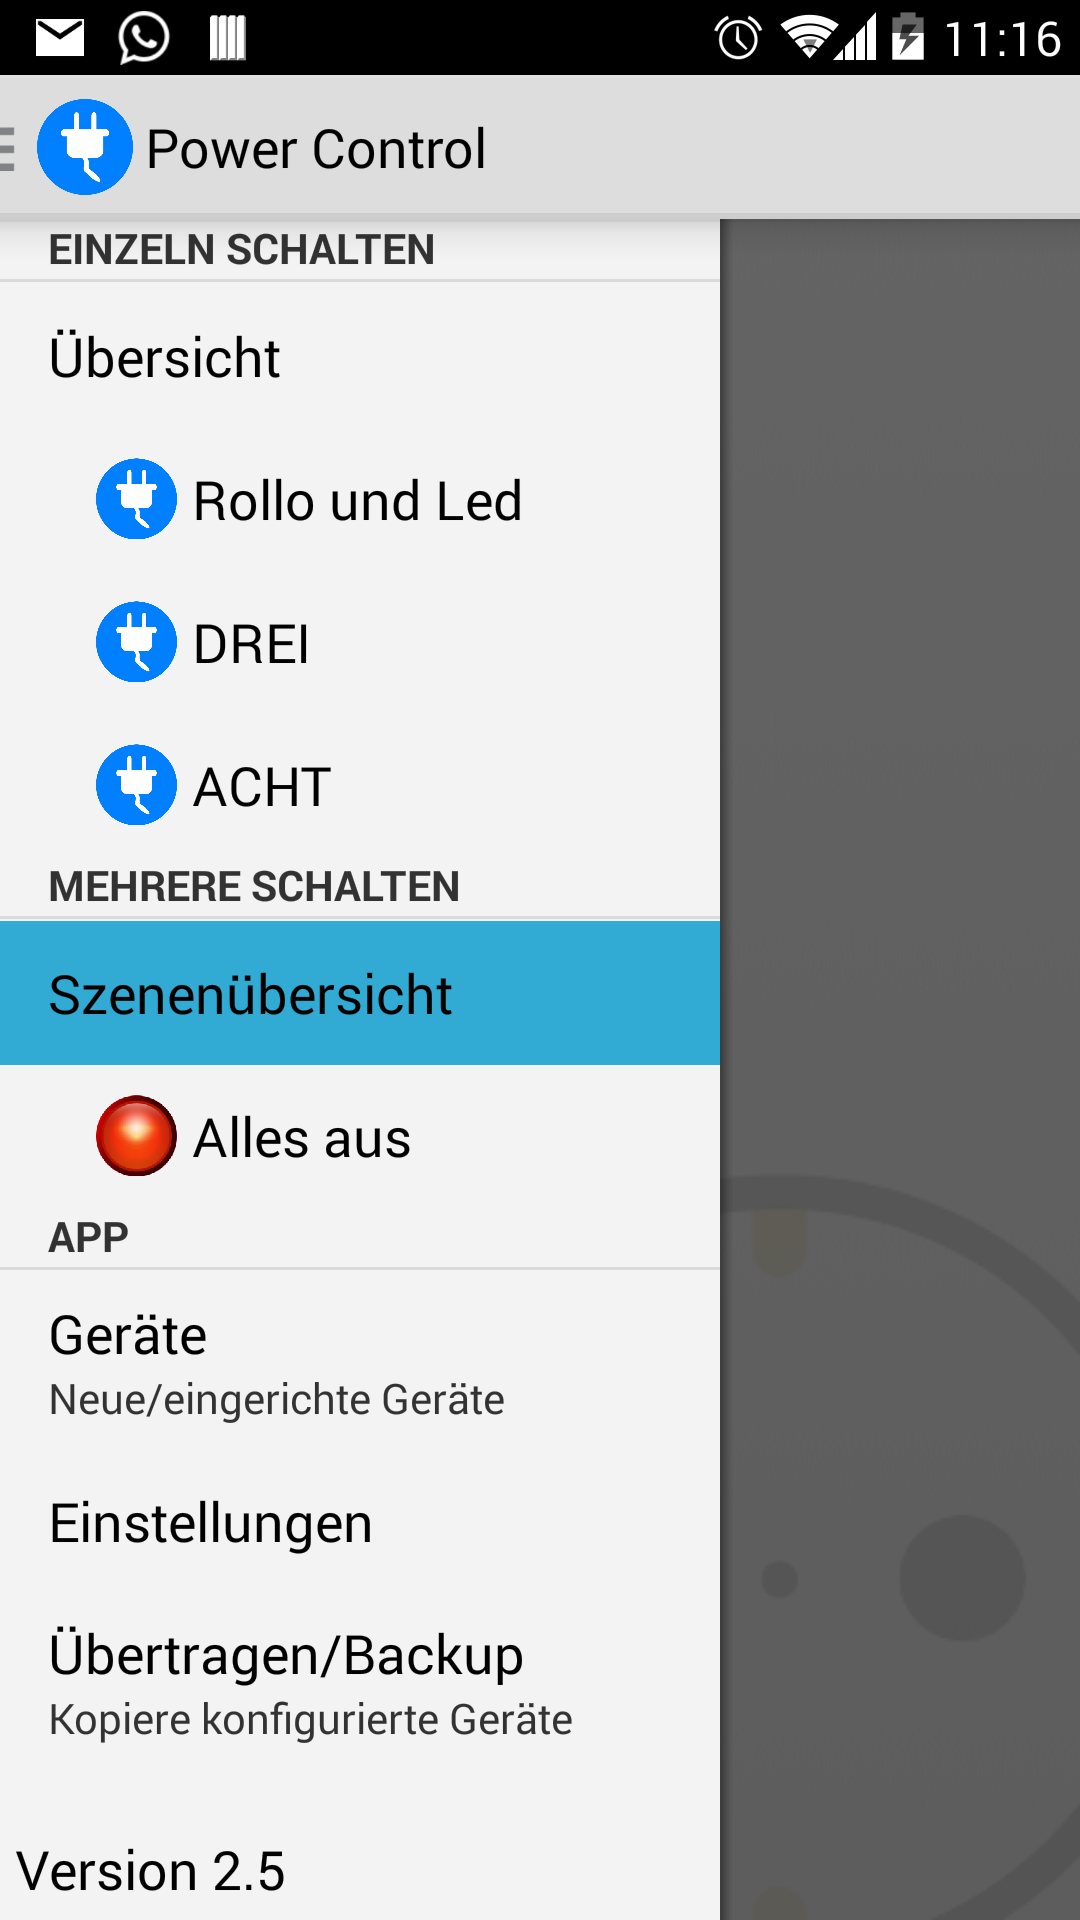 11:16
Power Control
EINZELN SCHALTEN
Übersicht
Rollo und Led
DREI
ACHT
MEHRERE SCHALTEN
Szenenübersicht
Alles aus
APP
Geräte
Neue/eingerichte Geräte
Einstellungen
Übertragen/Backup
Kopiere konfigurierte Geräte
Version 2.5